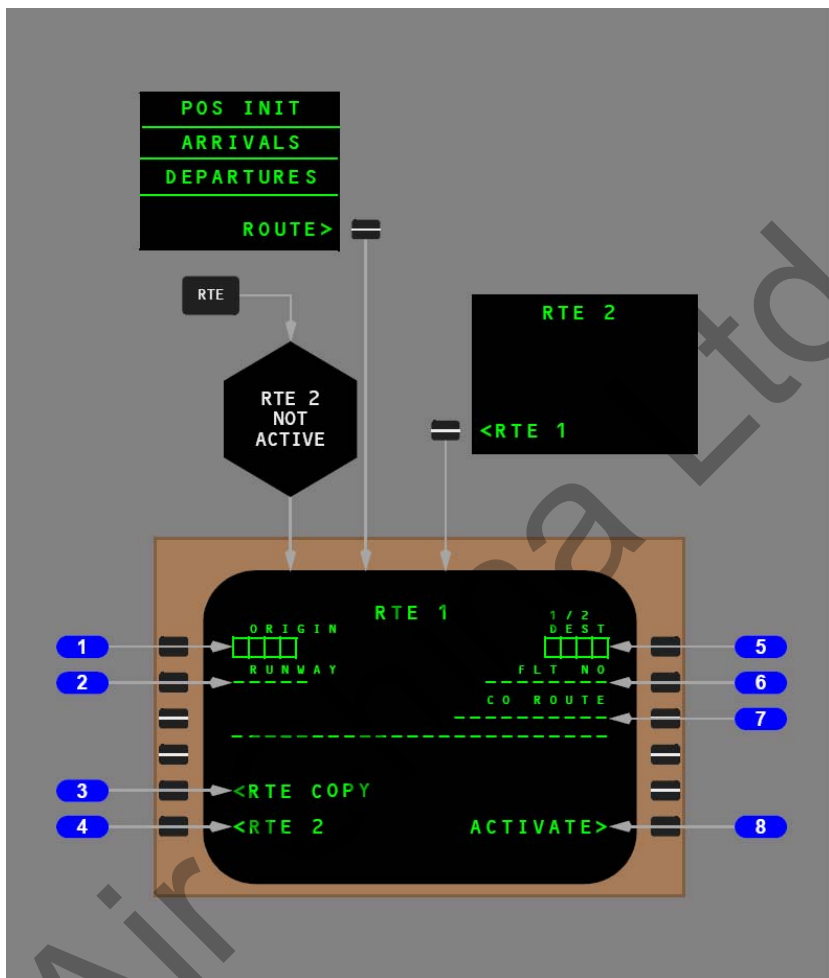 POS INIT
ARRIVALS
DEPARTURES
ROUTE>
RTE
RTE 2
NOT
ACTIVE
RTE 2
<RTE 1
RTE 1
1/2
ORIGIN
DEST
1
5
RUNWAY
FLT NO
2
6
CO ROUTE
7
3
<RTE COPY
4
<RTE 2
ACTIVATE>
8
Air
Ltd